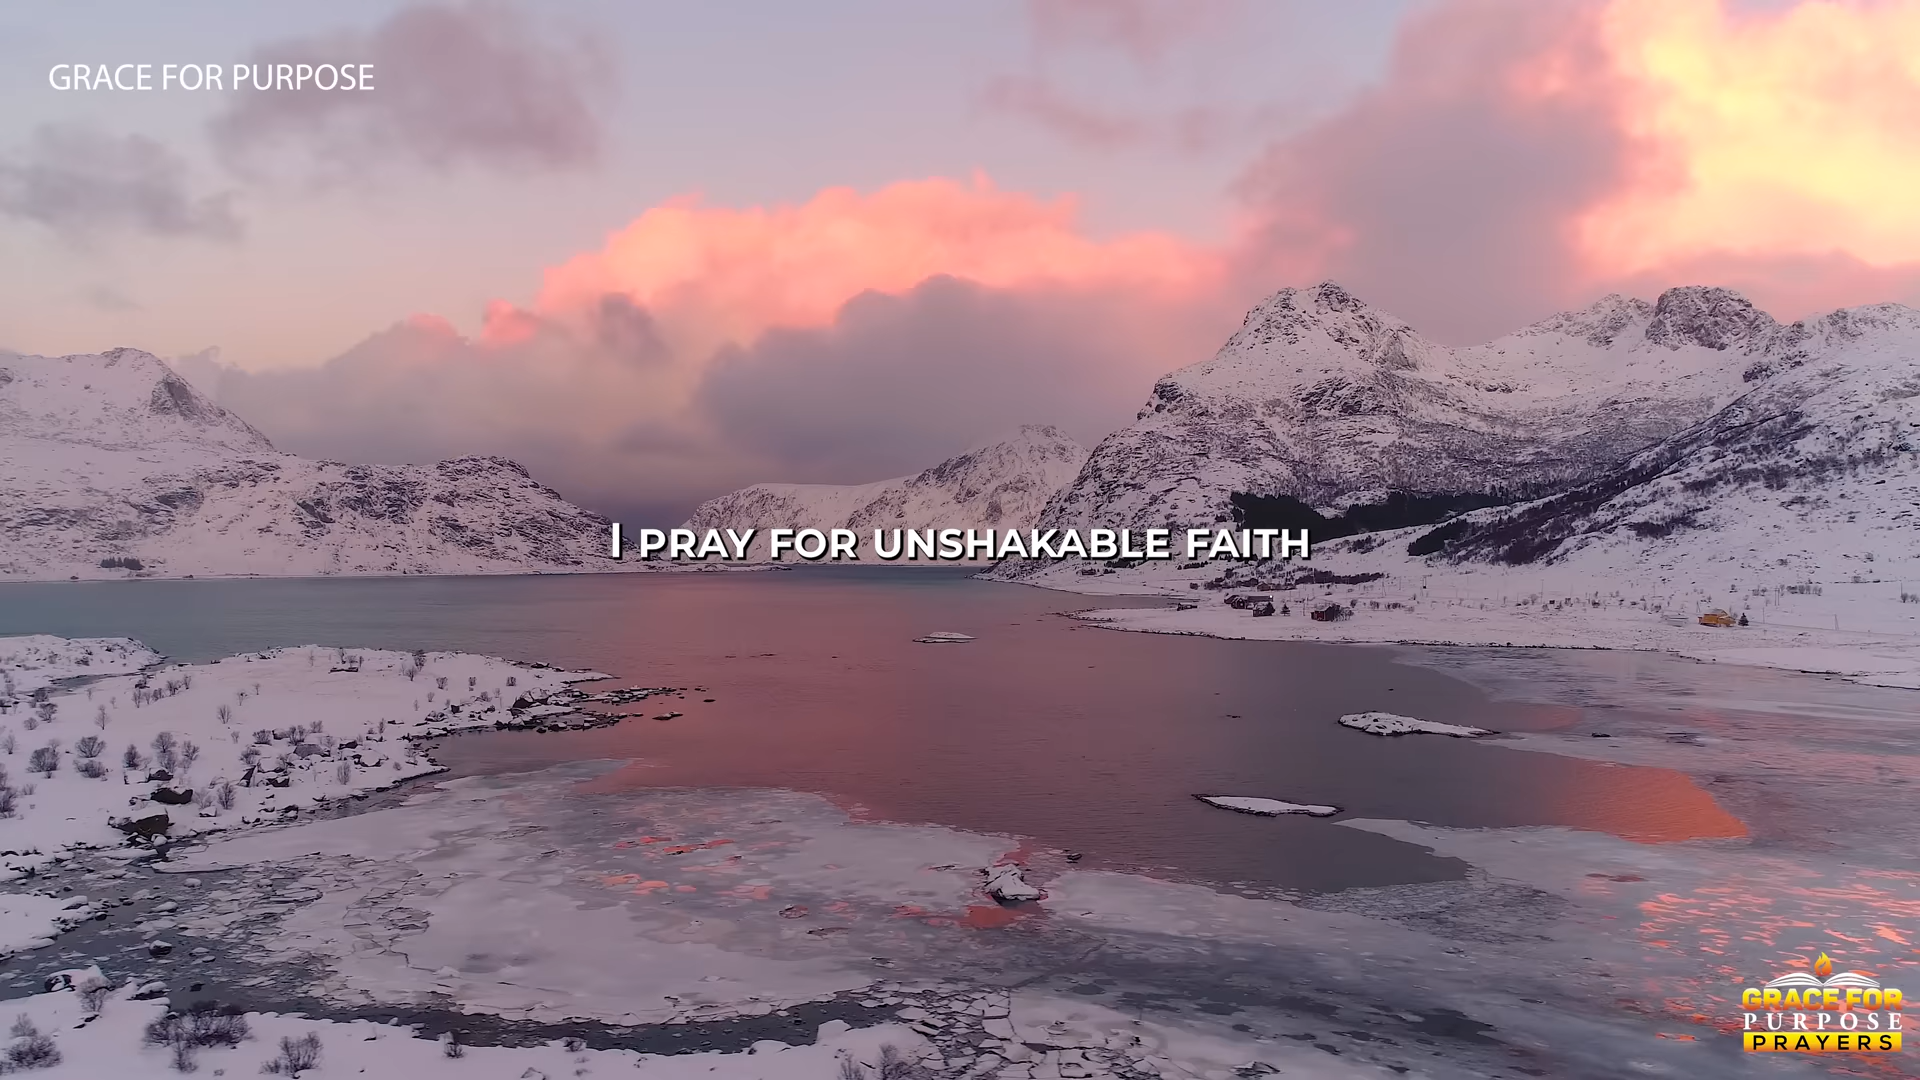 GRACE FOR PURPOSE
I PRAY FOR UNSHAKABLE FAITH
GRACE FOR
PURPOSE
PRAYERS